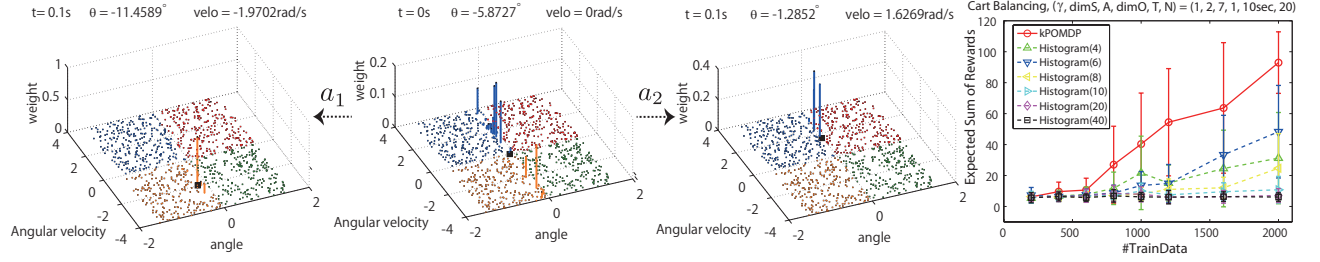 t= 0.1s θ = -11.4589° velo = -1.9702rad/s
weight
1
0.5
0
4
2
0
-2
-4
-2
0
2
Angular velocity
angle
a₁
t= 0s θ = -5.8727° velo = 0rad/s
weight
0.2
0.1
0
4
2
0
-2
-4
-2
0
2
Angular velocity
angle
a₂
t= 0.1s θ = -1.2852° velo = 1.6269rad/s
weight
0.4
0.2
0
4
2
0
-2
-4
-2
0
2
Angular velocity
angle
Cart Balancing, (γ, dimS, A, dimO, T, N) = (1, 2, 7, 1, 10sec, 20)
Expected Sum of Rewards
120
100
80
60
40
20
0
kPOMDP
Histogram(4)
Histogram(6)
Histogram(8)
Histogram(10)
Histogram(20)
Histogram(40)
0 500 1000 1500 2000
#TrainData